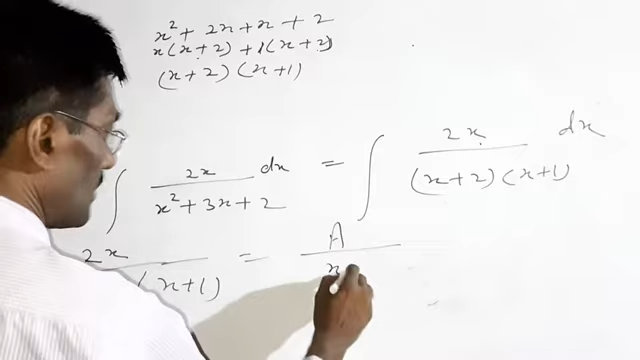 x² + 2x + x + 2
x(x+2) + 1(x+2)
(x+2) (x+1)
∫ 2x / x² + 3x + 2 dx = ∫ 2x / (x+2)(x+1) dx
2x / (x+1) = A / x